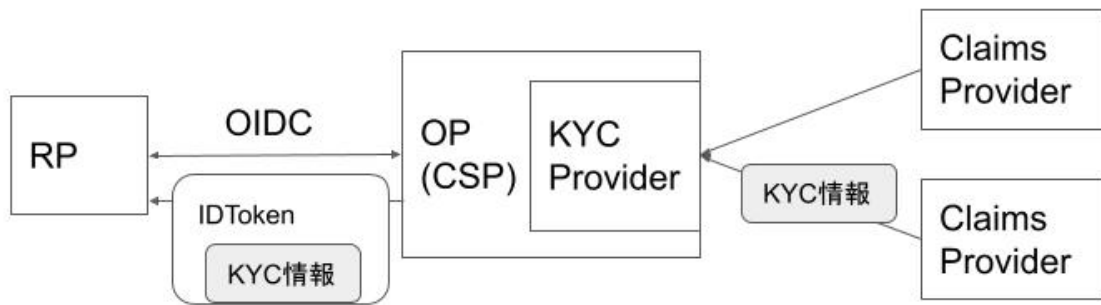 RP
OIDC
IDToken
KYC情報
OP
(CSP)
KYC
Provider
KYC情報
Claims
Provider
Claims
Provider